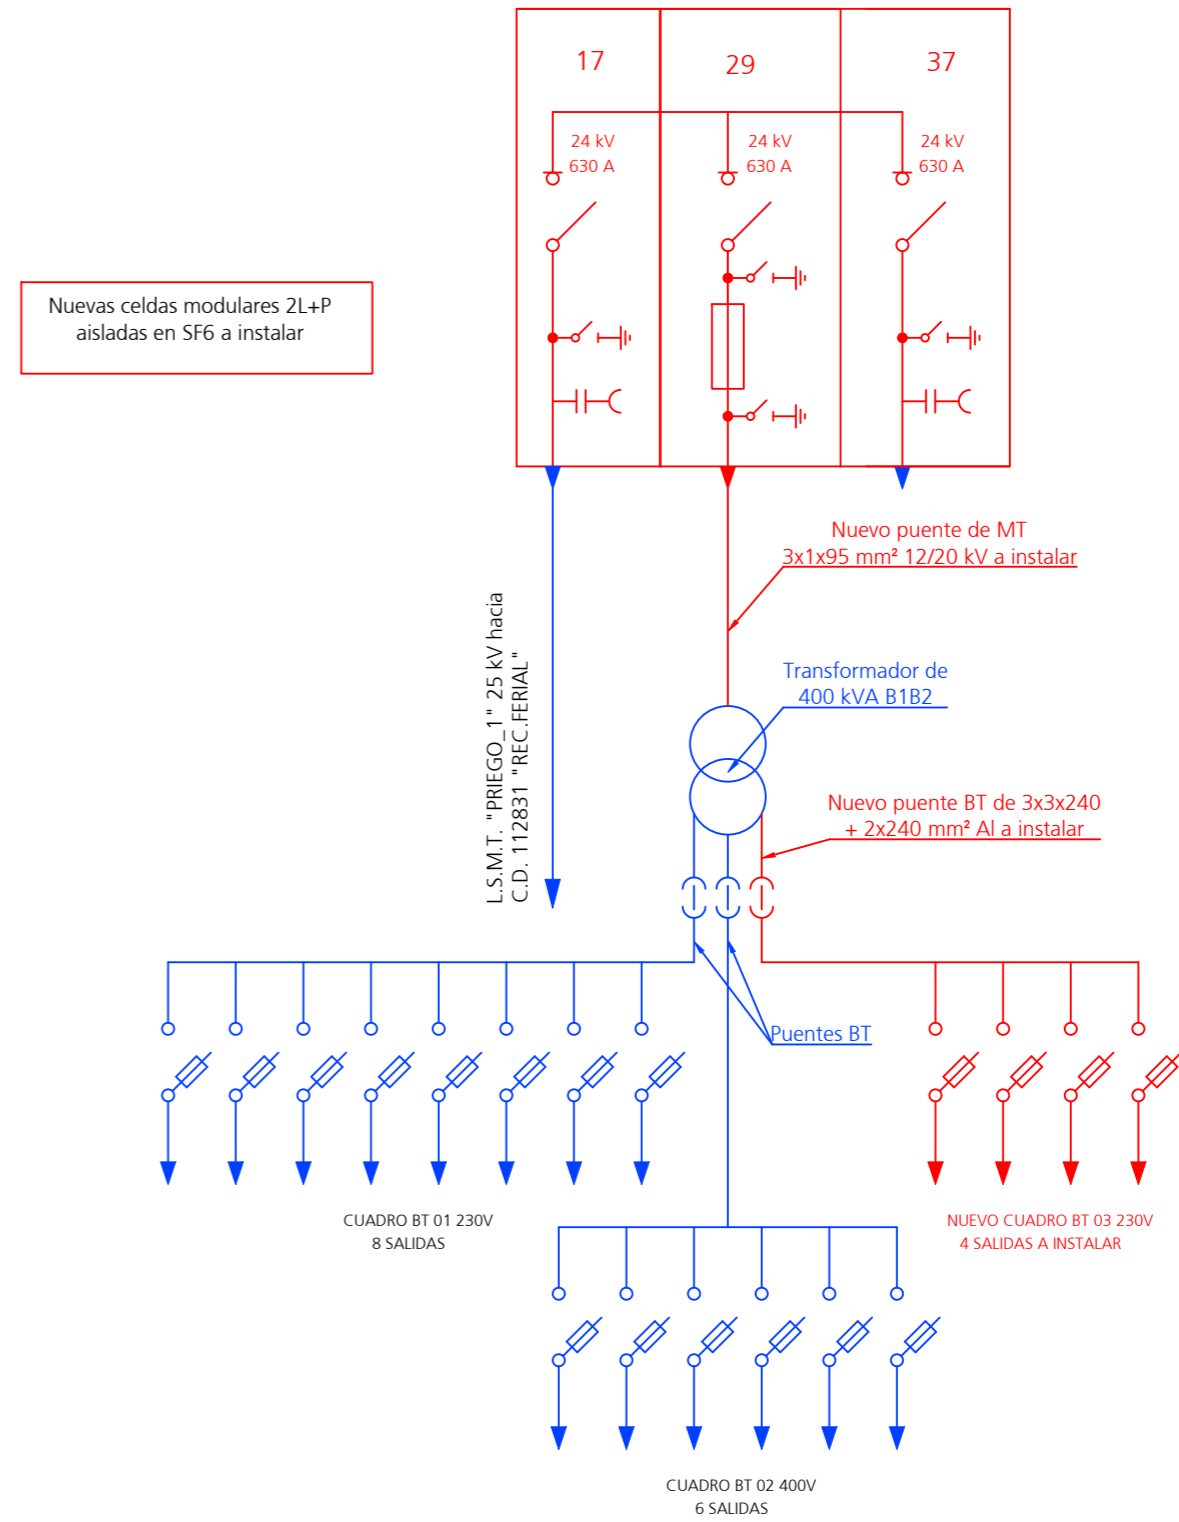 17
29
37
24 kV
630 A
24 kV
630 A
24 kV
630 A
Nuevas celdas modulares 2L+P
aisladas en SF6 a instalar
Nuevo puente de MT
3x1x95 mm² 12/20 kV a instalar
L.S.M.T. "PRIEGO_1" 25 kV hacia
C.D. 112831 "REC.FERIAL"
Transformador de
400 kVA B1B2
Nuevo puente BT de 3x3x240
+ 2x240 mm² Al a instalar
Puentes BT
CUADRO BT 01 230V
8 SALIDAS
NUEVO CUADRO BT 03 230V
4 SALIDAS A INSTALAR
CUADRO BT 02 400V
6 SALIDAS